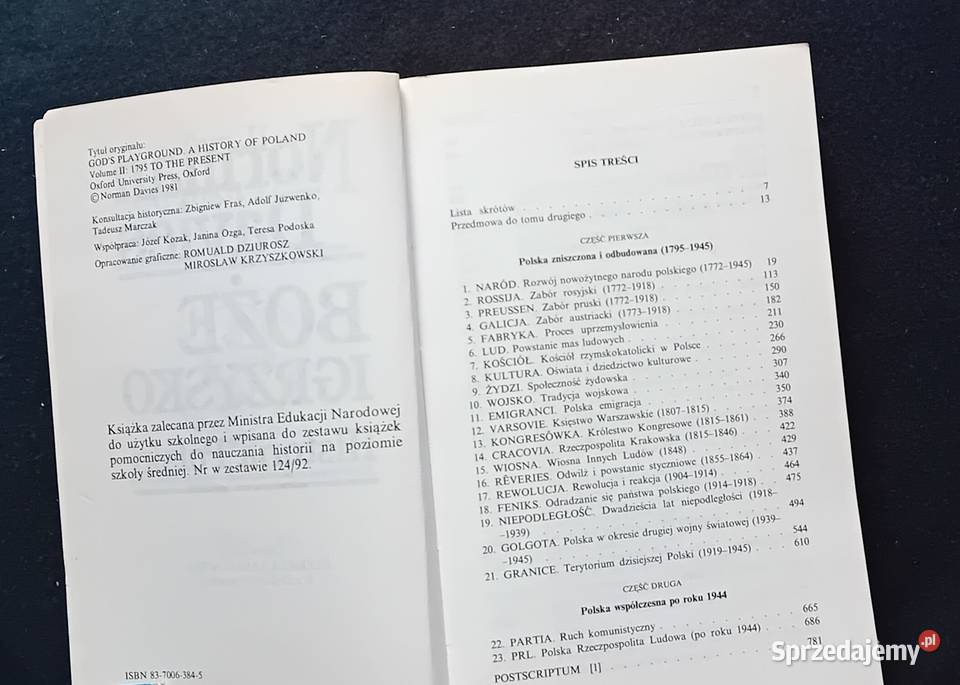 Tytuł oryginału:
GOD'S PLAYGROUND. A HISTORY OF POLAND
Volume II: 1795 TO THE PRESENT
Oxford University Press, Oxford
© Norman Davies 1981
Konsultacja historyczna: Zbigniew Fras, Adolf Juzwenko,
Tadeusz Marczak
Współpraca: Józef Kozak, Janina Ozga, Teresa Podoska
Opracowanie graficzne: ROMUALD DZIUROSZ
MIROSŁAW KRZYSZKOWSKI
Książka zalecana przez Ministra Edukacji Narodowej
do użytku szkolnego i wpisana do zestawu książek
pomocniczych do nauczania historii na poziomie
szkoły średniej. Nr w zestawie 124/92.
ISBN 83-7006-384-5
SPIS TREŚCI
Lista skrótów . . . 7
Przedmowa do tomu drugiego . . . 13
CZĘŚĆ PIERWSZA
Polska zniszczona i odbudowana (1795–1945)
1. NARÓD. Rozwój nowożytnego narodu polskiego (1772–1945) 19
2. ROSSIJA. Zabór rosyjski (1772–1918) . . . 113
3. PREUSSEN. Zabór pruski (1772–1918) . . . 150
4. GALICJA. Zabór austriacki (1773–1918) . . . 182
5. FABRYKA. Proces uprzemysłowienia . . . 211
6. LUD. Powstanie mas ludowych . . . 230
7. KOŚCIÓŁ. Kościół rzymskokatolicki w Polsce . . . 266
8. KULTURA. Oświata i dziedzictwo kulturowe . . . 290
9. ŻYDZI. Społeczność żydowska . . . 307
10. WOJSKO. Tradycja wojskowa . . . 340
11. EMIGRANCI. Polska emigracja . . . 350
12. VARSOVIE. Księstwo Warszawskie (1807–1815) . . . 374
13. KONGRESÓWKA. Królestwo Kongresowe (1815–1861) . . . 388
14. CRACOVIA. Rzeczpospolita Krakowska (1815–1846) . . . 422
15. WIOSNA. Wiosna Innych Ludów (1848) . . . 429
16. RÊVERIES. Odwilż i powstanie styczniowe (1855–1864) . . . 437
17. REWOLUCJA. Rewolucja i reakcja (1904–1914) . . . 464
18. FENIKS. Odradzanie się państwa polskiego (1914–1918) . . . 475
19. NIEPODLEGŁOŚĆ. Dwadzieścia lat niepodległości (1918–
–1939) . . . 494
20. GOLGOTA. Polska w okresie drugiej wojny światowej (1939–
–1945) . . . 544
21. GRANICE. Terytorium dzisiejszej Polski (1919–1945) . . . 610
CZĘŚĆ DRUGA
Polska współczesna po roku 1944
22. PARTIA. Ruch komunistyczny . . . 665
23. PRL. Polska Rzeczpospolita Ludowa (po roku 1944) . . . 686
POSTSCRIPTUM [1] . . . 781
Sprzedajemy.pl